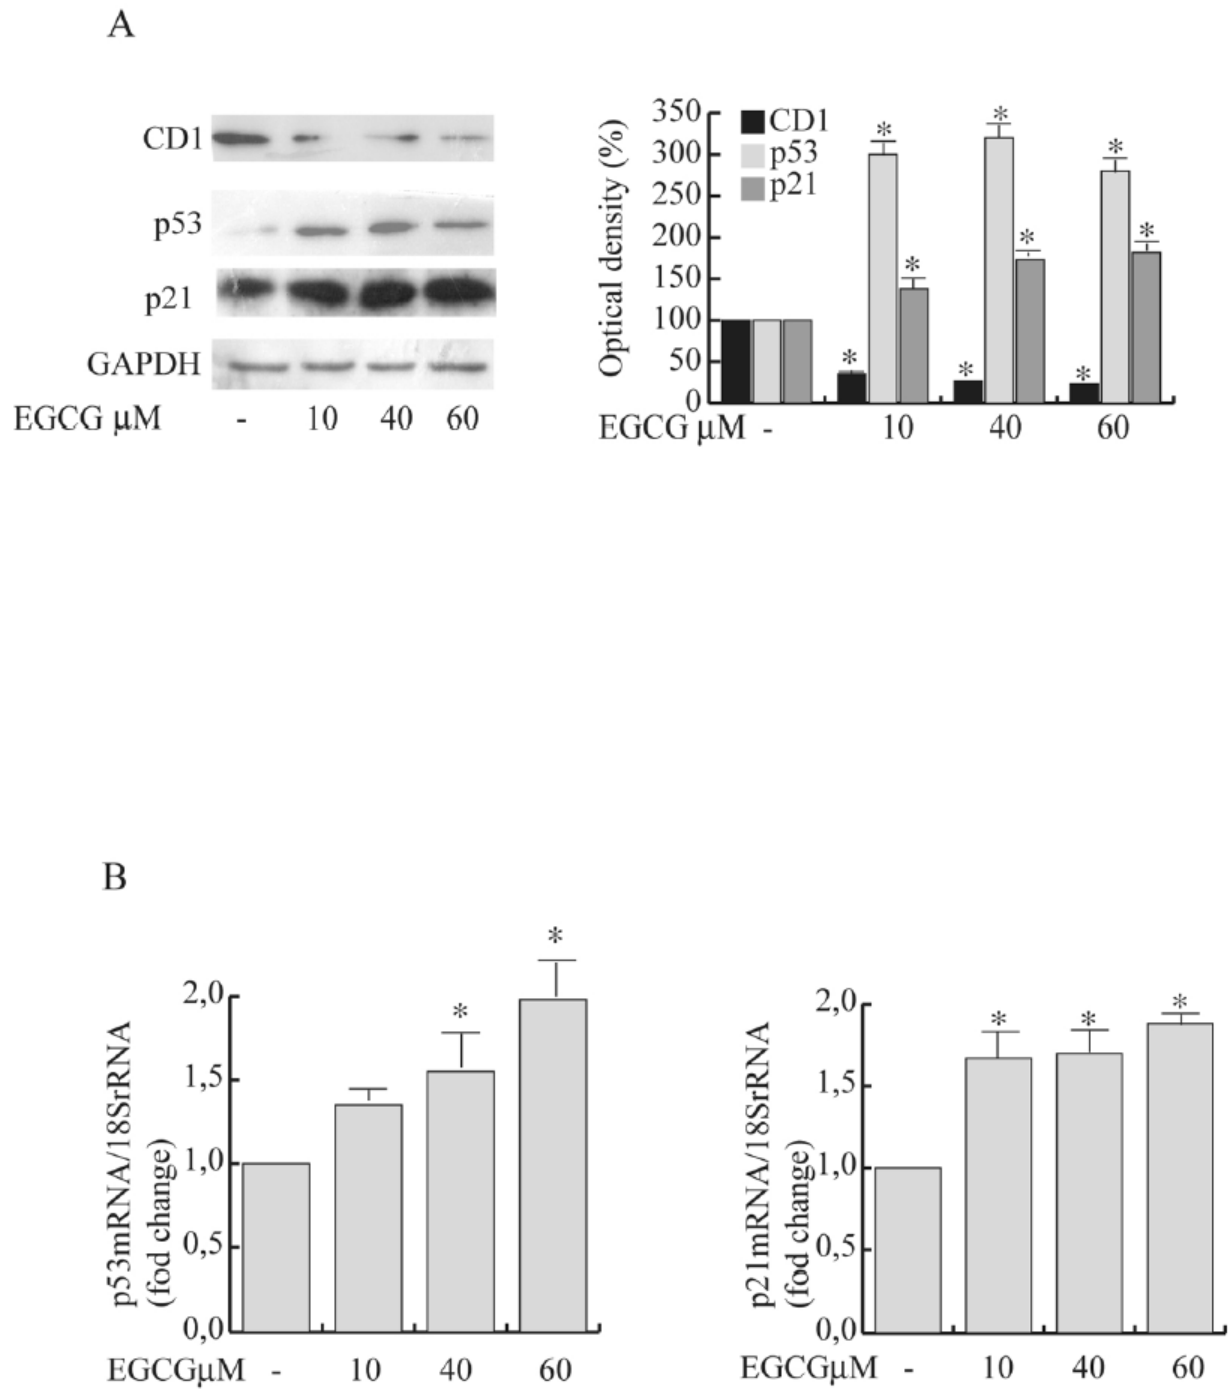 A
CD1
p53
p21
GAPDH
EGCG μM - 10 40 60
Optical density (%)
350
300
250
200
150
100
50
0
CD1
p53
p21
*
*
*
*
*
*
*
*
*
EGCG μM - 10 40 60
B
p53mRNA/18SrRNA
(fod change)
2,0
1,5
1,0
0,5
0,0
*
*
EGCGμM - 10 40 60
p21mRNA/18SrRNA
(fod change)
2,0
1,5
1,0
0,5
0,0
*
*
*
EGCGμM - 10 40 60